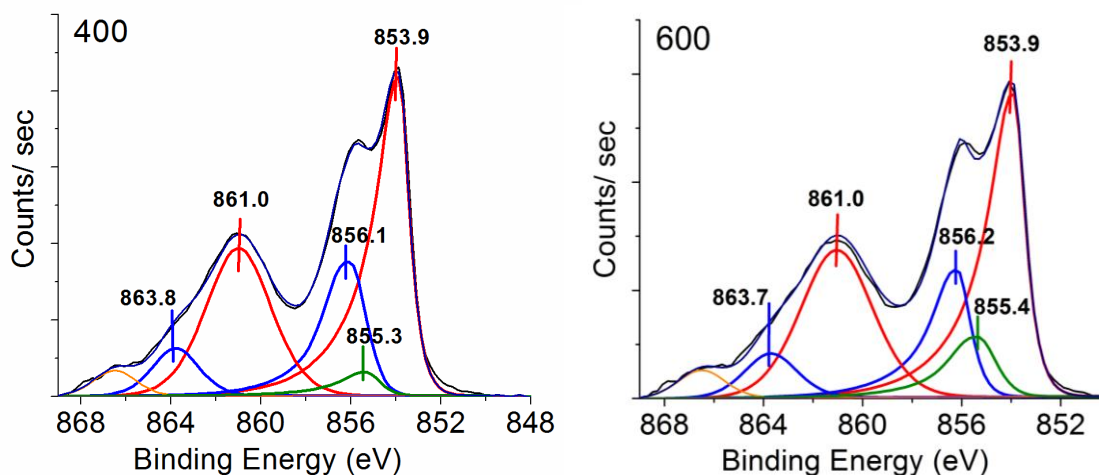 400
853.9
861.0
856.1
863.8
855.3
Counts/ sec
868 864 860 856 852 848
Binding Energy (eV)
600
853.9
861.0
856.2
863.7
855.4
Counts/ sec
868 864 860 856 852
Binding Energy (eV)